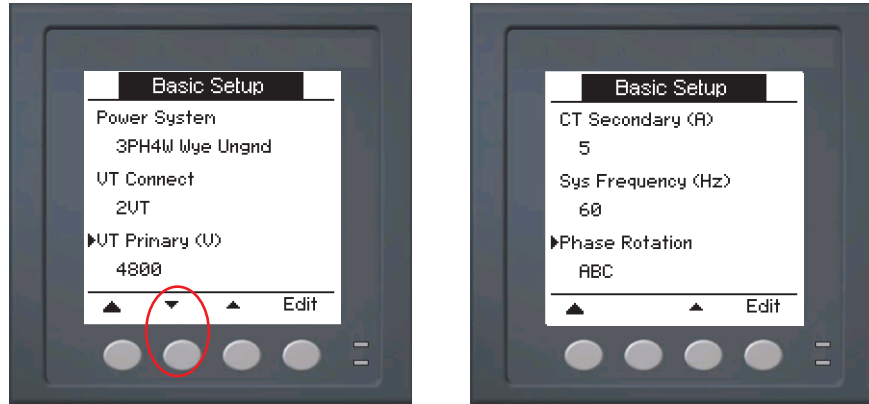 Basic Setup
Power System
3PH4W Wye Ungnd
VT Connect
2VT
VT Primary (V)
4800
Edit
Basic Setup
CT Secondary (A)
5
Sys Frequency (Hz)
60
Phase Rotation
ABC
Edit